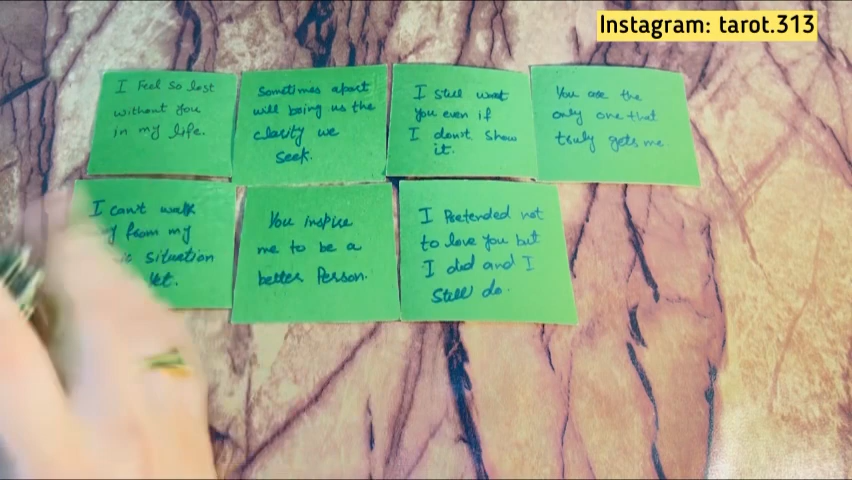 Instagram: tarot.313
I Feel so lost
without you
in my life.
Sometimes apart
will bring us the
clarity we
seek.
I still want
you even if
I don't show
it.
You are the
only one that
truly gets me.
I can't walk
from my
situation
You inspire
me to be a
better Person.
I Pretended not
to love you but
I did and I
Still do.